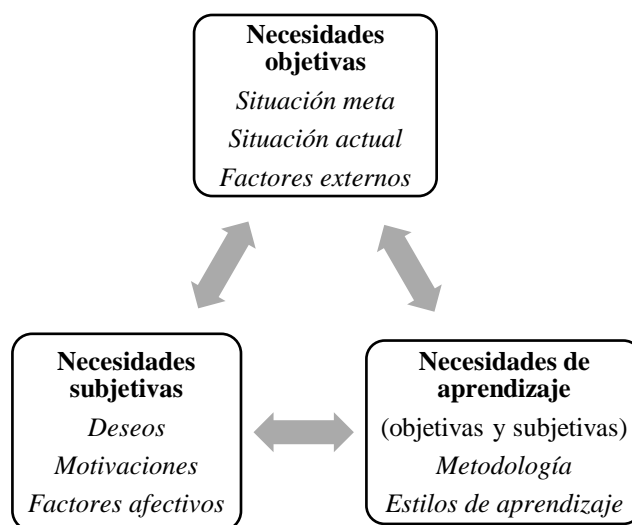 Necesidades
objetivas
Situación meta
Situación actual
Factores externos
Necesidades
subjetivas
Deseos
Motivaciones
Factores afectivos
Necesidades de
aprendizaje
(objetivas y subjetivas)
Metodología
Estilos de aprendizaje